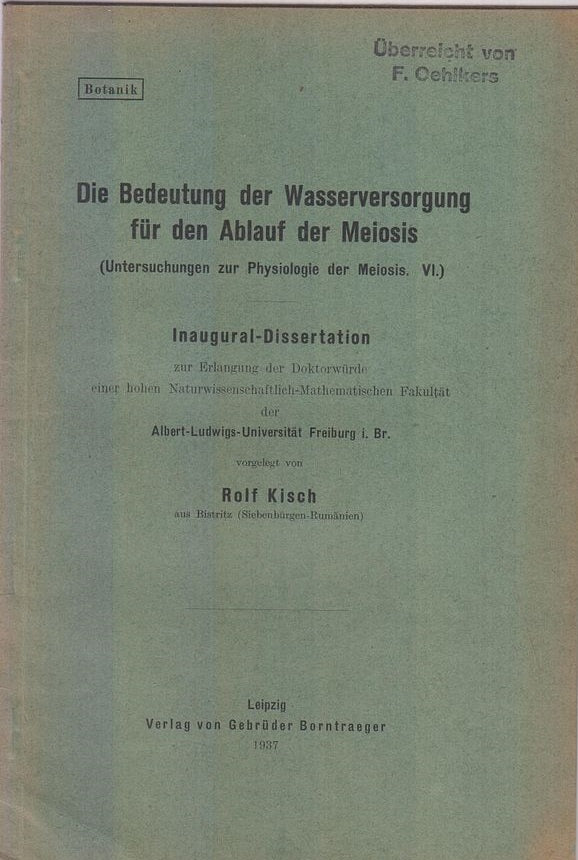 Überreicht von
F. Oehlkers
Botanik
Die Bedeutung der Wasserversorgung
für den Ablauf der Meiosis
(Untersuchungen zur Physiologie der Meiosis. VI.)
Inaugural-Dissertation
zur Erlangung der Doktorwürde
einer hohen Naturwissenschaftlich-Mathematischen Fakultät
der
Albert-Ludwigs-Universität Freiburg i. Br.
vorgelegt von
Rolf Kisch
aus Bistritz (Siebenbürgen-Rumänien)
Leipzig
Verlag von Gebrüder Borntraeger
1937